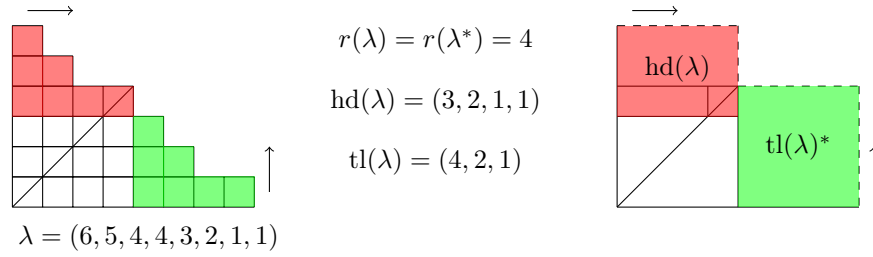 r(λ) = r(λ*) = 4
hd(λ) = (3, 2, 1, 1)
tl(λ) = (4, 2, 1)
λ = (6, 5, 4, 4, 3, 2, 1, 1)
hd(λ)
tl(λ)*